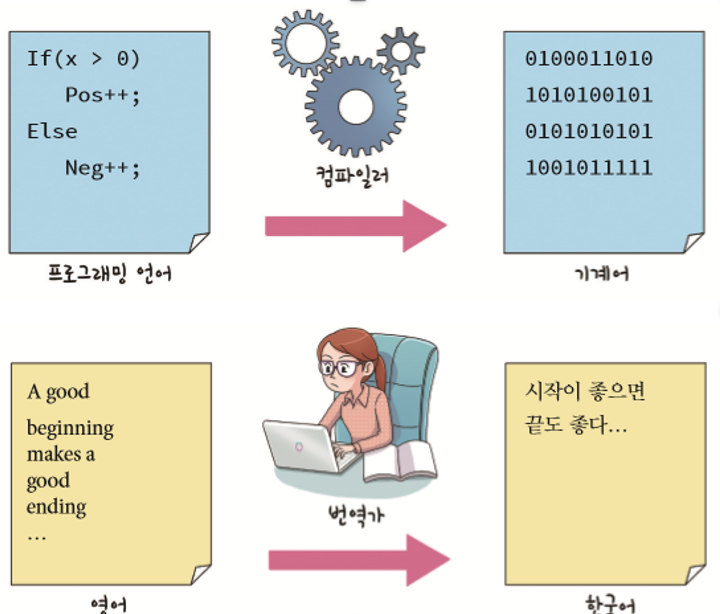 If(x > 0)
Pos++;
Else
Neg++;
컴파일러
0100011010
1010100101
0101010101
1001011111
프로그래밍 언어
기계어
A good
beginning
makes a
good
ending
...
번역가
시작이 좋으면
끝도 좋다...
영어
한국어